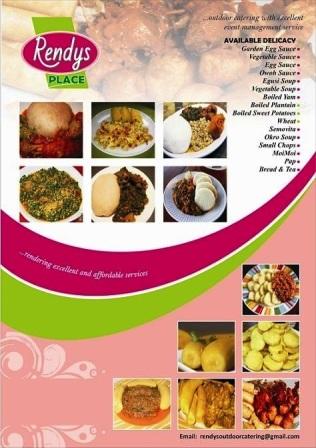 Rendys
PLACE
...outdoor catering with excellent
event management service
AVAILABLE DELICACY
Garden Egg Sauce
Vegetable Sauce
Egg Sauce
Owoh Sauce
Egusi Soup
Vegetable Soup
Boiled Yam
Boiled Plantain
Boiled Sweet Potatoes
Wheat
Semovita
Okro Soup
Small Chops
MoiMoi
Pap
Bread & Tea
...rendering excellent and affordable services
Email: rendysoutdoorcatering@gmail.com